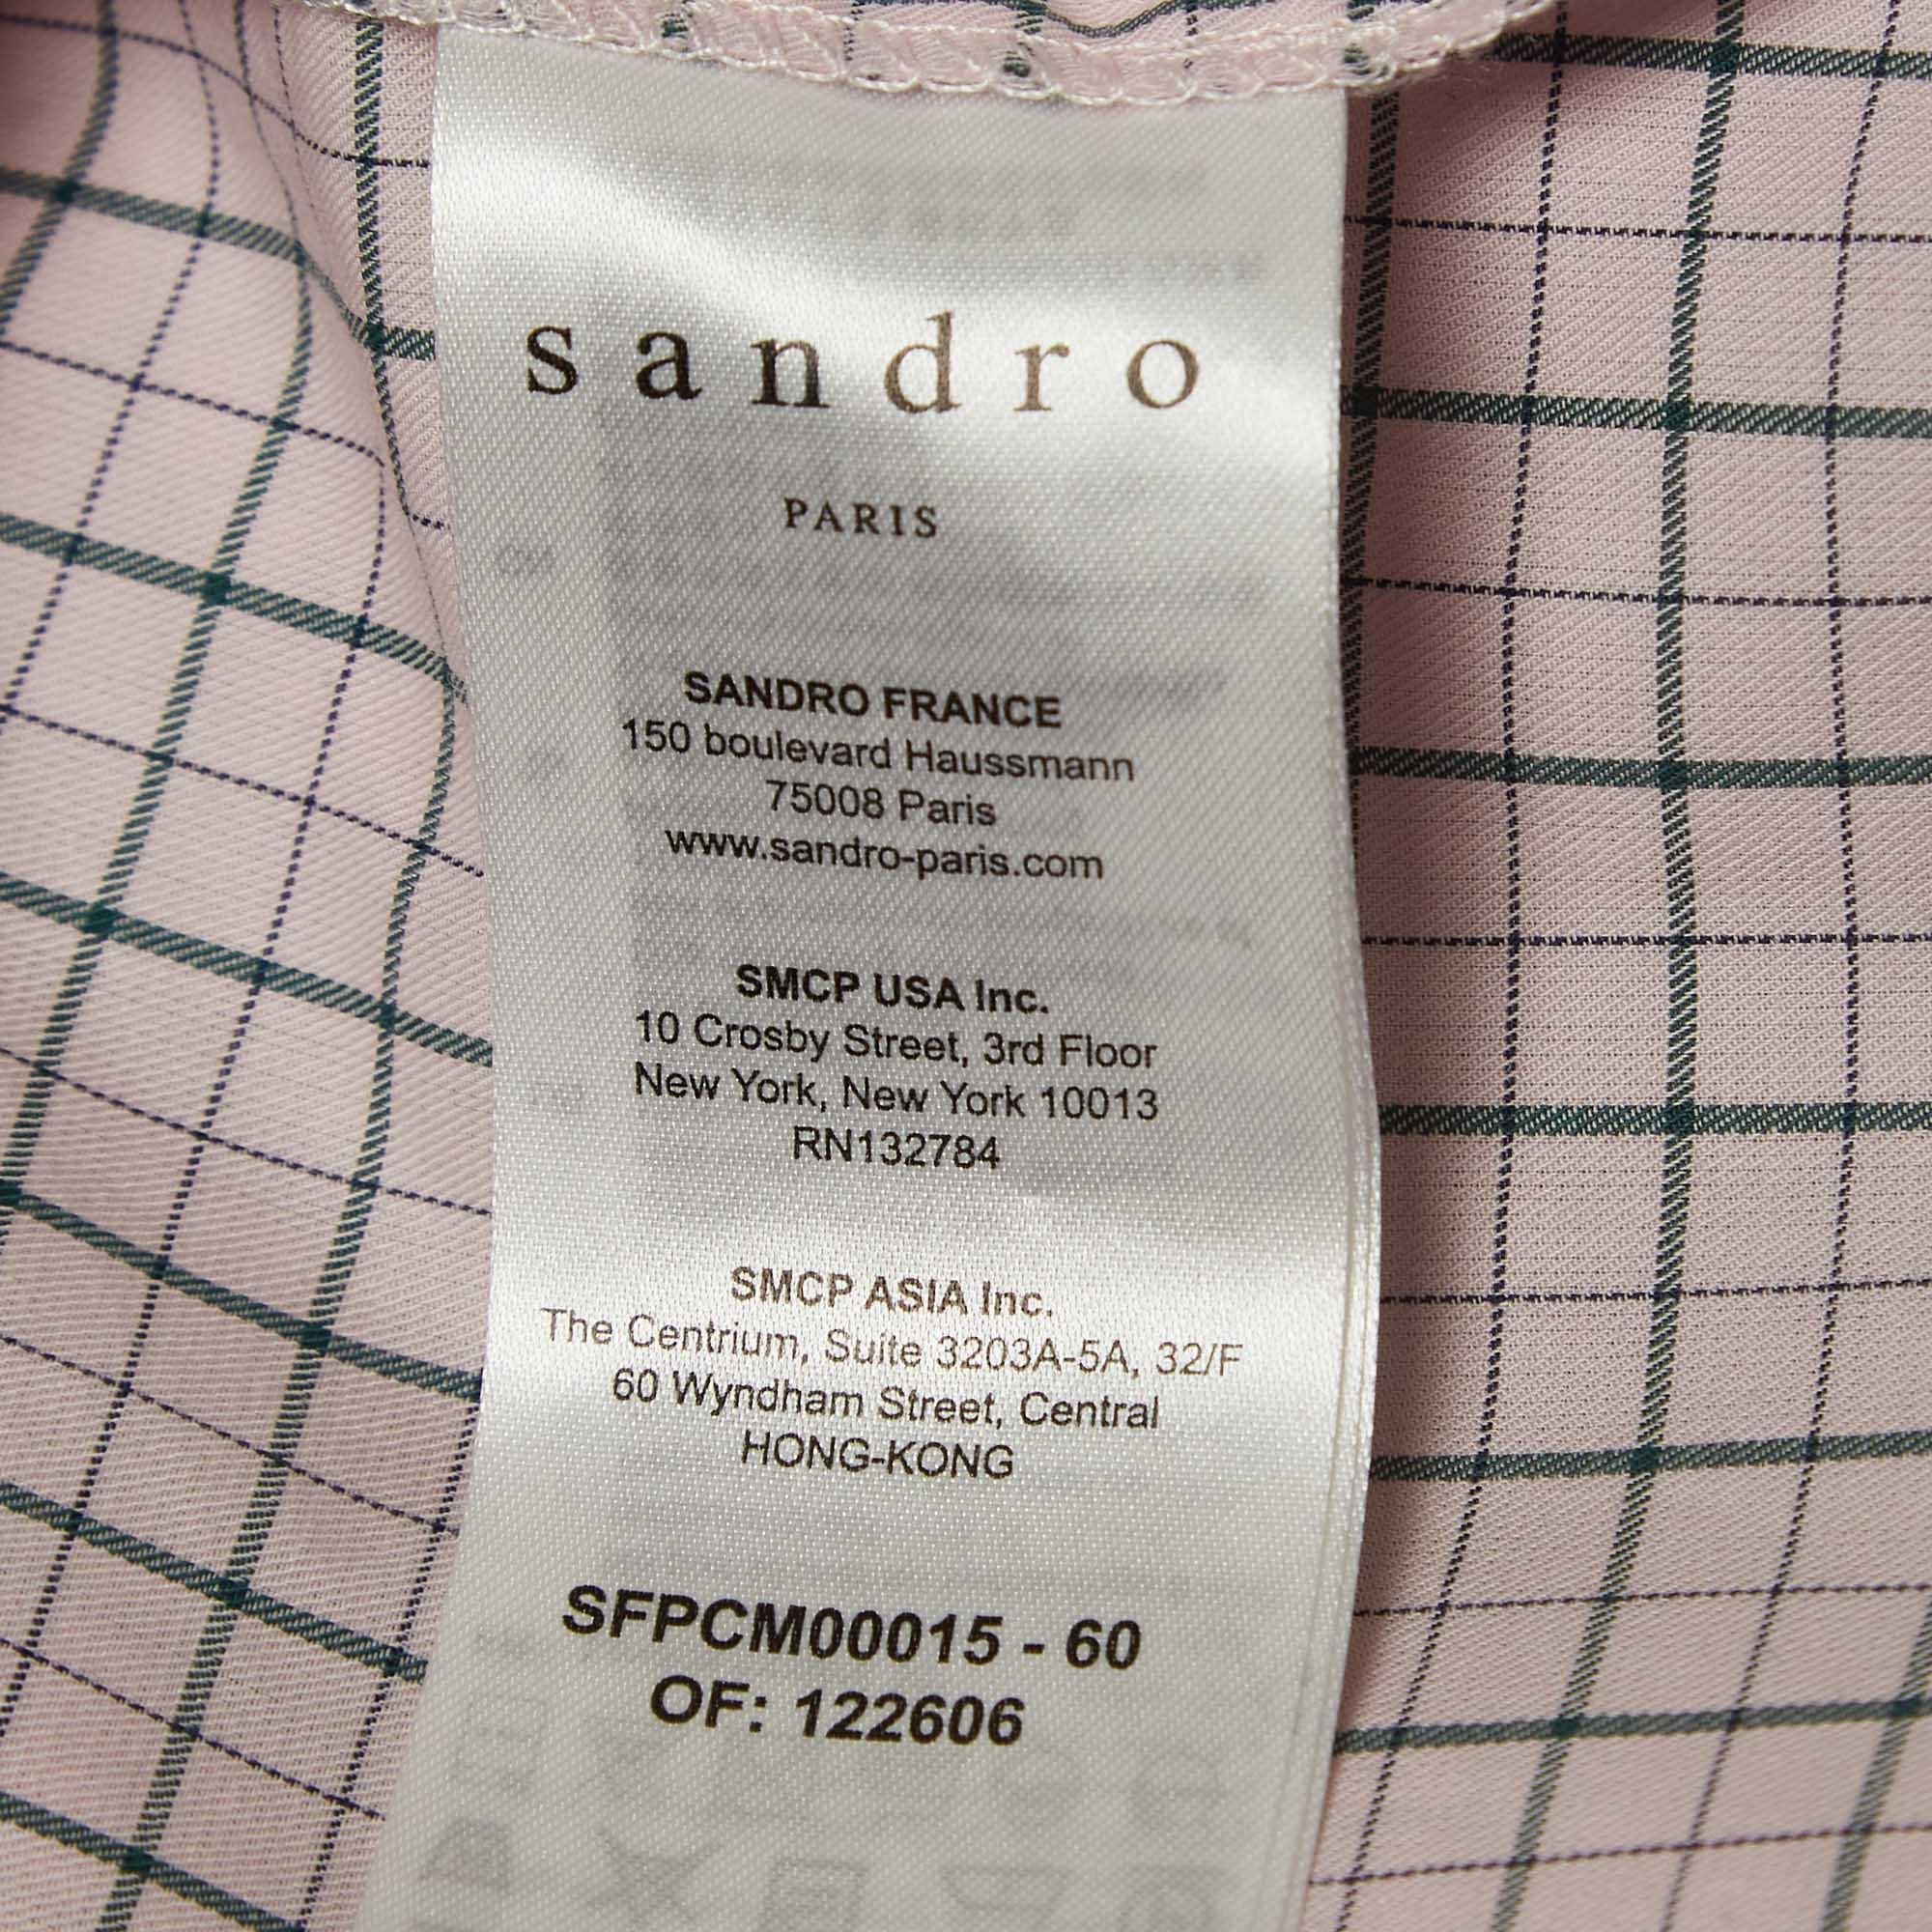 sandro
PARIS
SANDRO FRANCE
150 boulevard Haussmann
75008 Paris
www.sandro-paris.com
SMCP USA Inc.
10 Crosby Street, 3rd Floor
New York, New York 10013
RN132784
SMCP ASIA Inc.
The Centrium, Suite 3203A-5A, 32/F
60 Wyndham Street, Central
HONG-KONG
SFPCM00015 - 60
OF: 122606